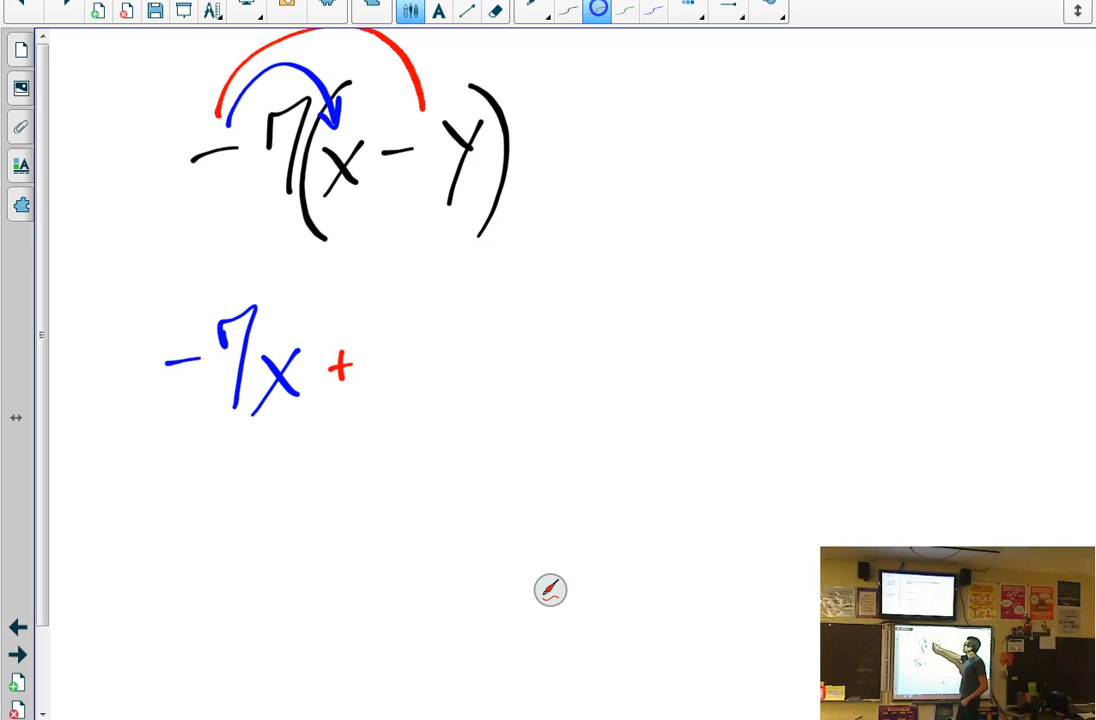 - 7(x - y)
- 7x +